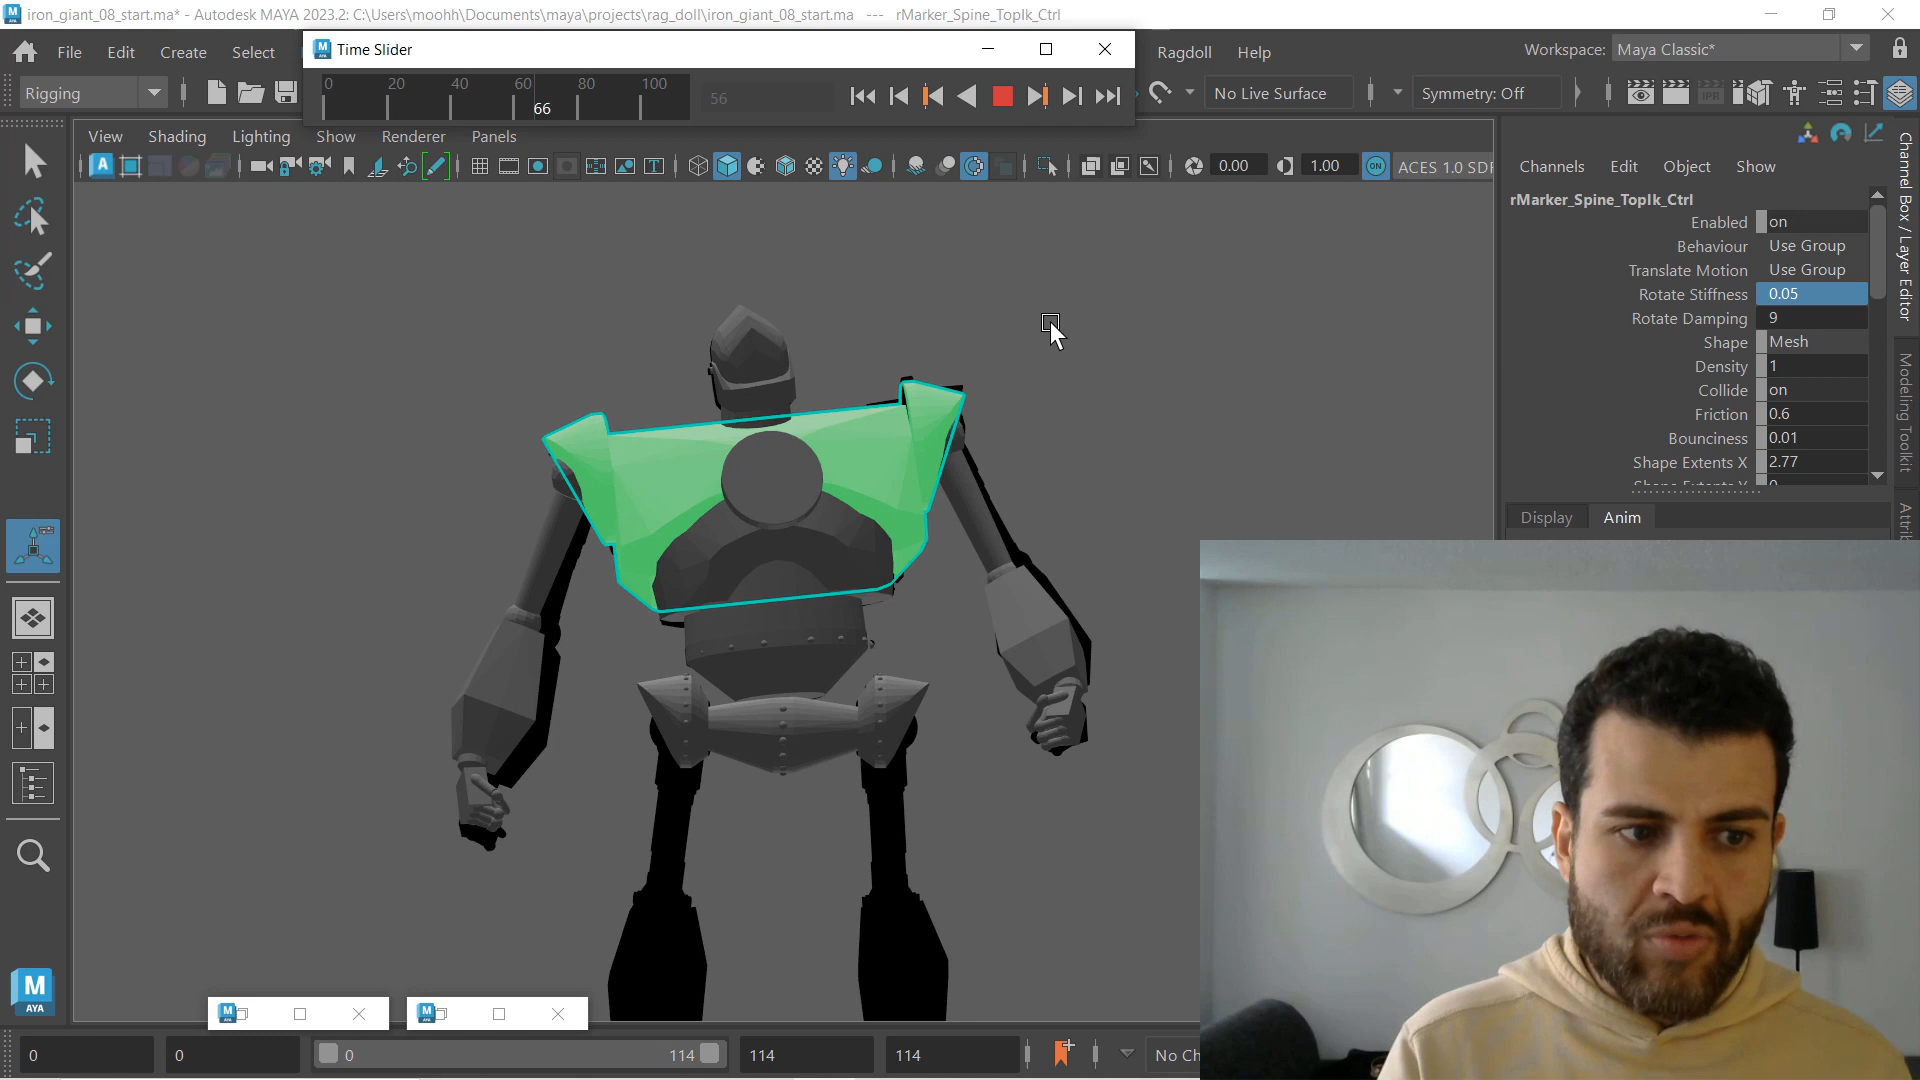 iron_giant_08_start.ma* - Autodesk MAYA 2023.2: C:\Users\moohh\Documents\maya\projects\rag_doll\iron_giant_08_start.ma --- rMarker_Spine_TopIk_Ctrl
File Edit Create Select
Time Slider
Ragdoll Help
Workspace: Maya Classic*
Rigging
0 20 40 60 80 100
66
56
No Live Surface
Symmetry: Off
IPR
View Shading Lighting Show Renderer Panels
0.00
1.00
ON
ACES 1.0 SDR
Channels Edit Object Show
rMarker_Spine_TopIk_Ctrl
Enabled on
Behaviour Use Group
Translate Motion Use Group
Rotate Stiffness 0.05
Rotate Damping 9
Shape Mesh
Density 1
Collide on
Friction 0.6
Bounciness 0.01
Shape Extents X 2.77
Display Anim
Channel Box / Layer Editor
Modeling Toolkit
M
AYA
0
0
0
114
114
114
No Ch